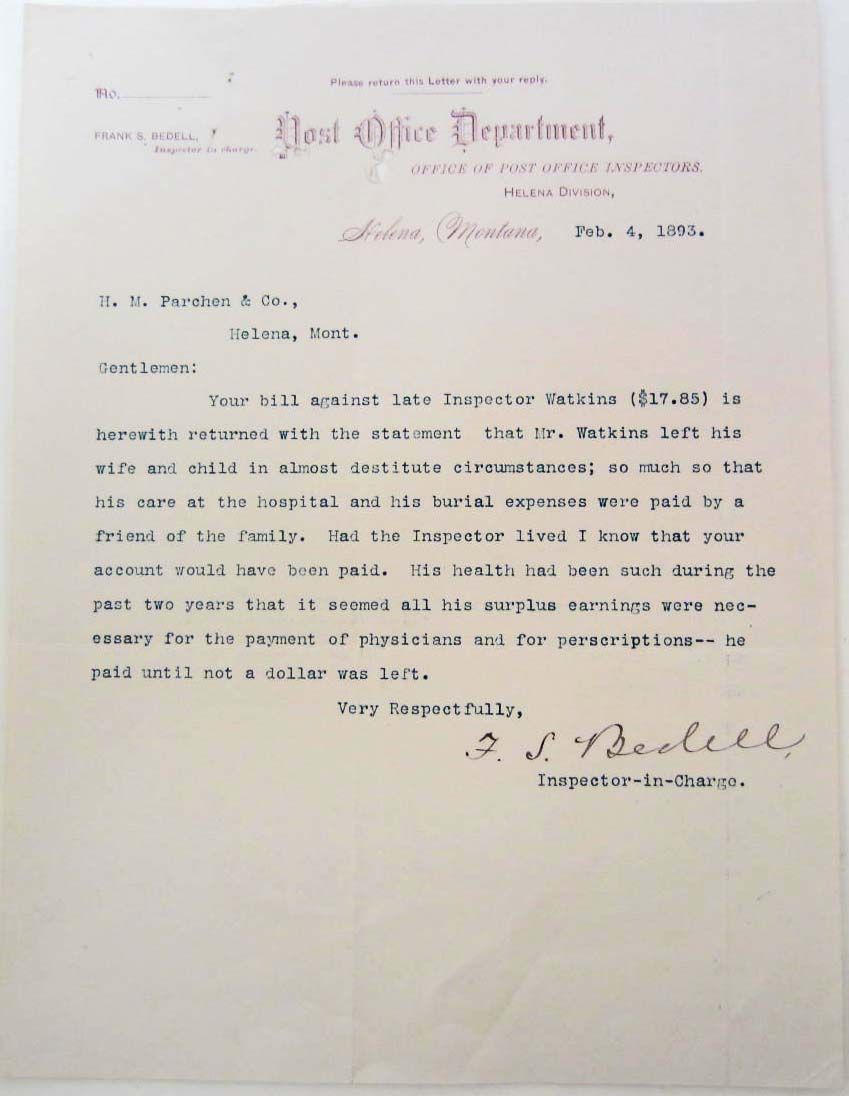 Please return this Letter with your reply.
No.
FRANK S. BEDELL,
Inspector in charge.
Post Office Department,
OFFICE OF POST OFFICE INSPECTORS.
HELENA DIVISION,
Helena, Montana, Feb. 4, 1893.
H. M. Parchen & Co.,
Helena, Mont.
Gentlemen:
Your bill against late Inspector Watkins ($17.85) is
herewith returned with the statement that Mr. Watkins left his
wife and child in almost destitute circumstances; so much so that
his care at the hospital and his burial expenses were paid by a
friend of the family. Had the Inspector lived I know that your
account would have been paid. His health had been such during the
past two years that it seemed all his surplus earnings were nec-
essary for the payment of physicians and for perscriptions-- he
paid until not a dollar was left.
Very Respectfully,
F. S. Bedell,
Inspector-in-Charge.